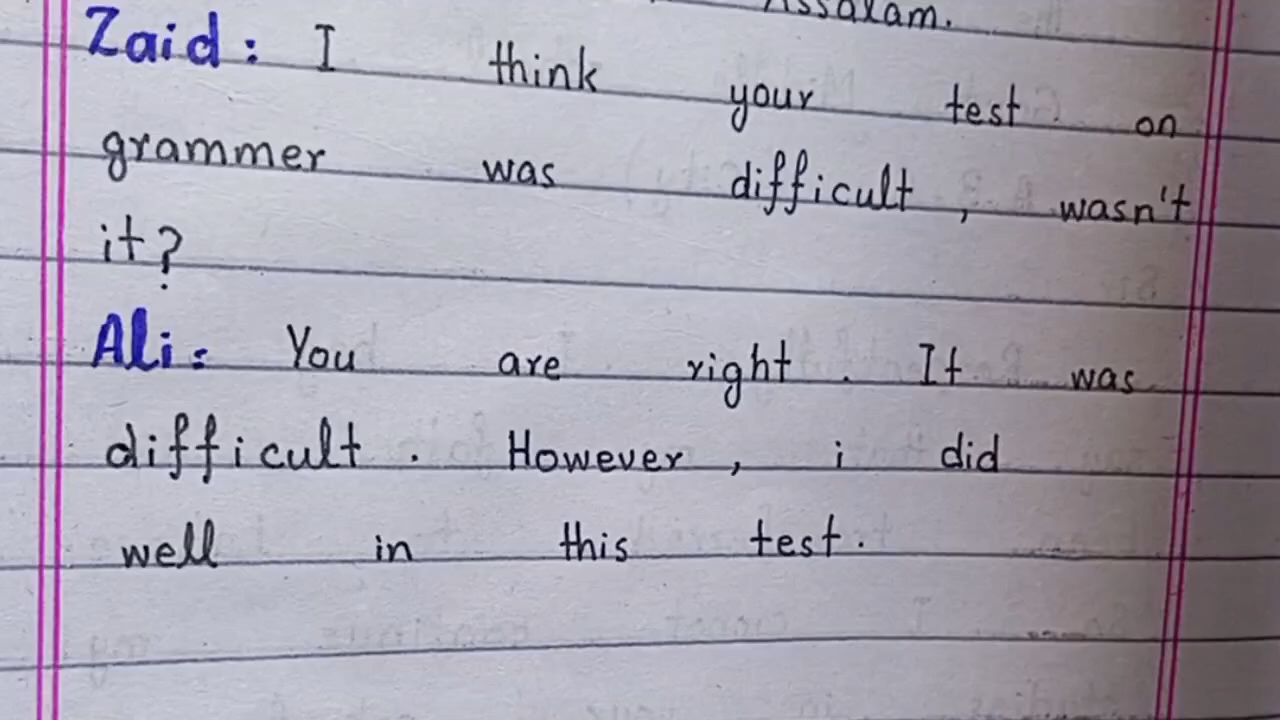 Assalam.
Zaid: I think your test on
grammer was difficult, wasn't
it?
Ali: You are right. It was
difficult. However, i did
well in this test.